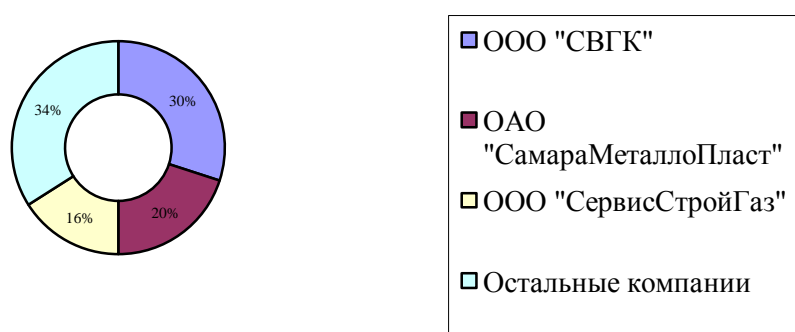 30%
20%
16%
34%
ООО "СВГК"
ОАО
"СамараМеталлоПласт"
ООО "СервисСтройГаз"
Остальные компании